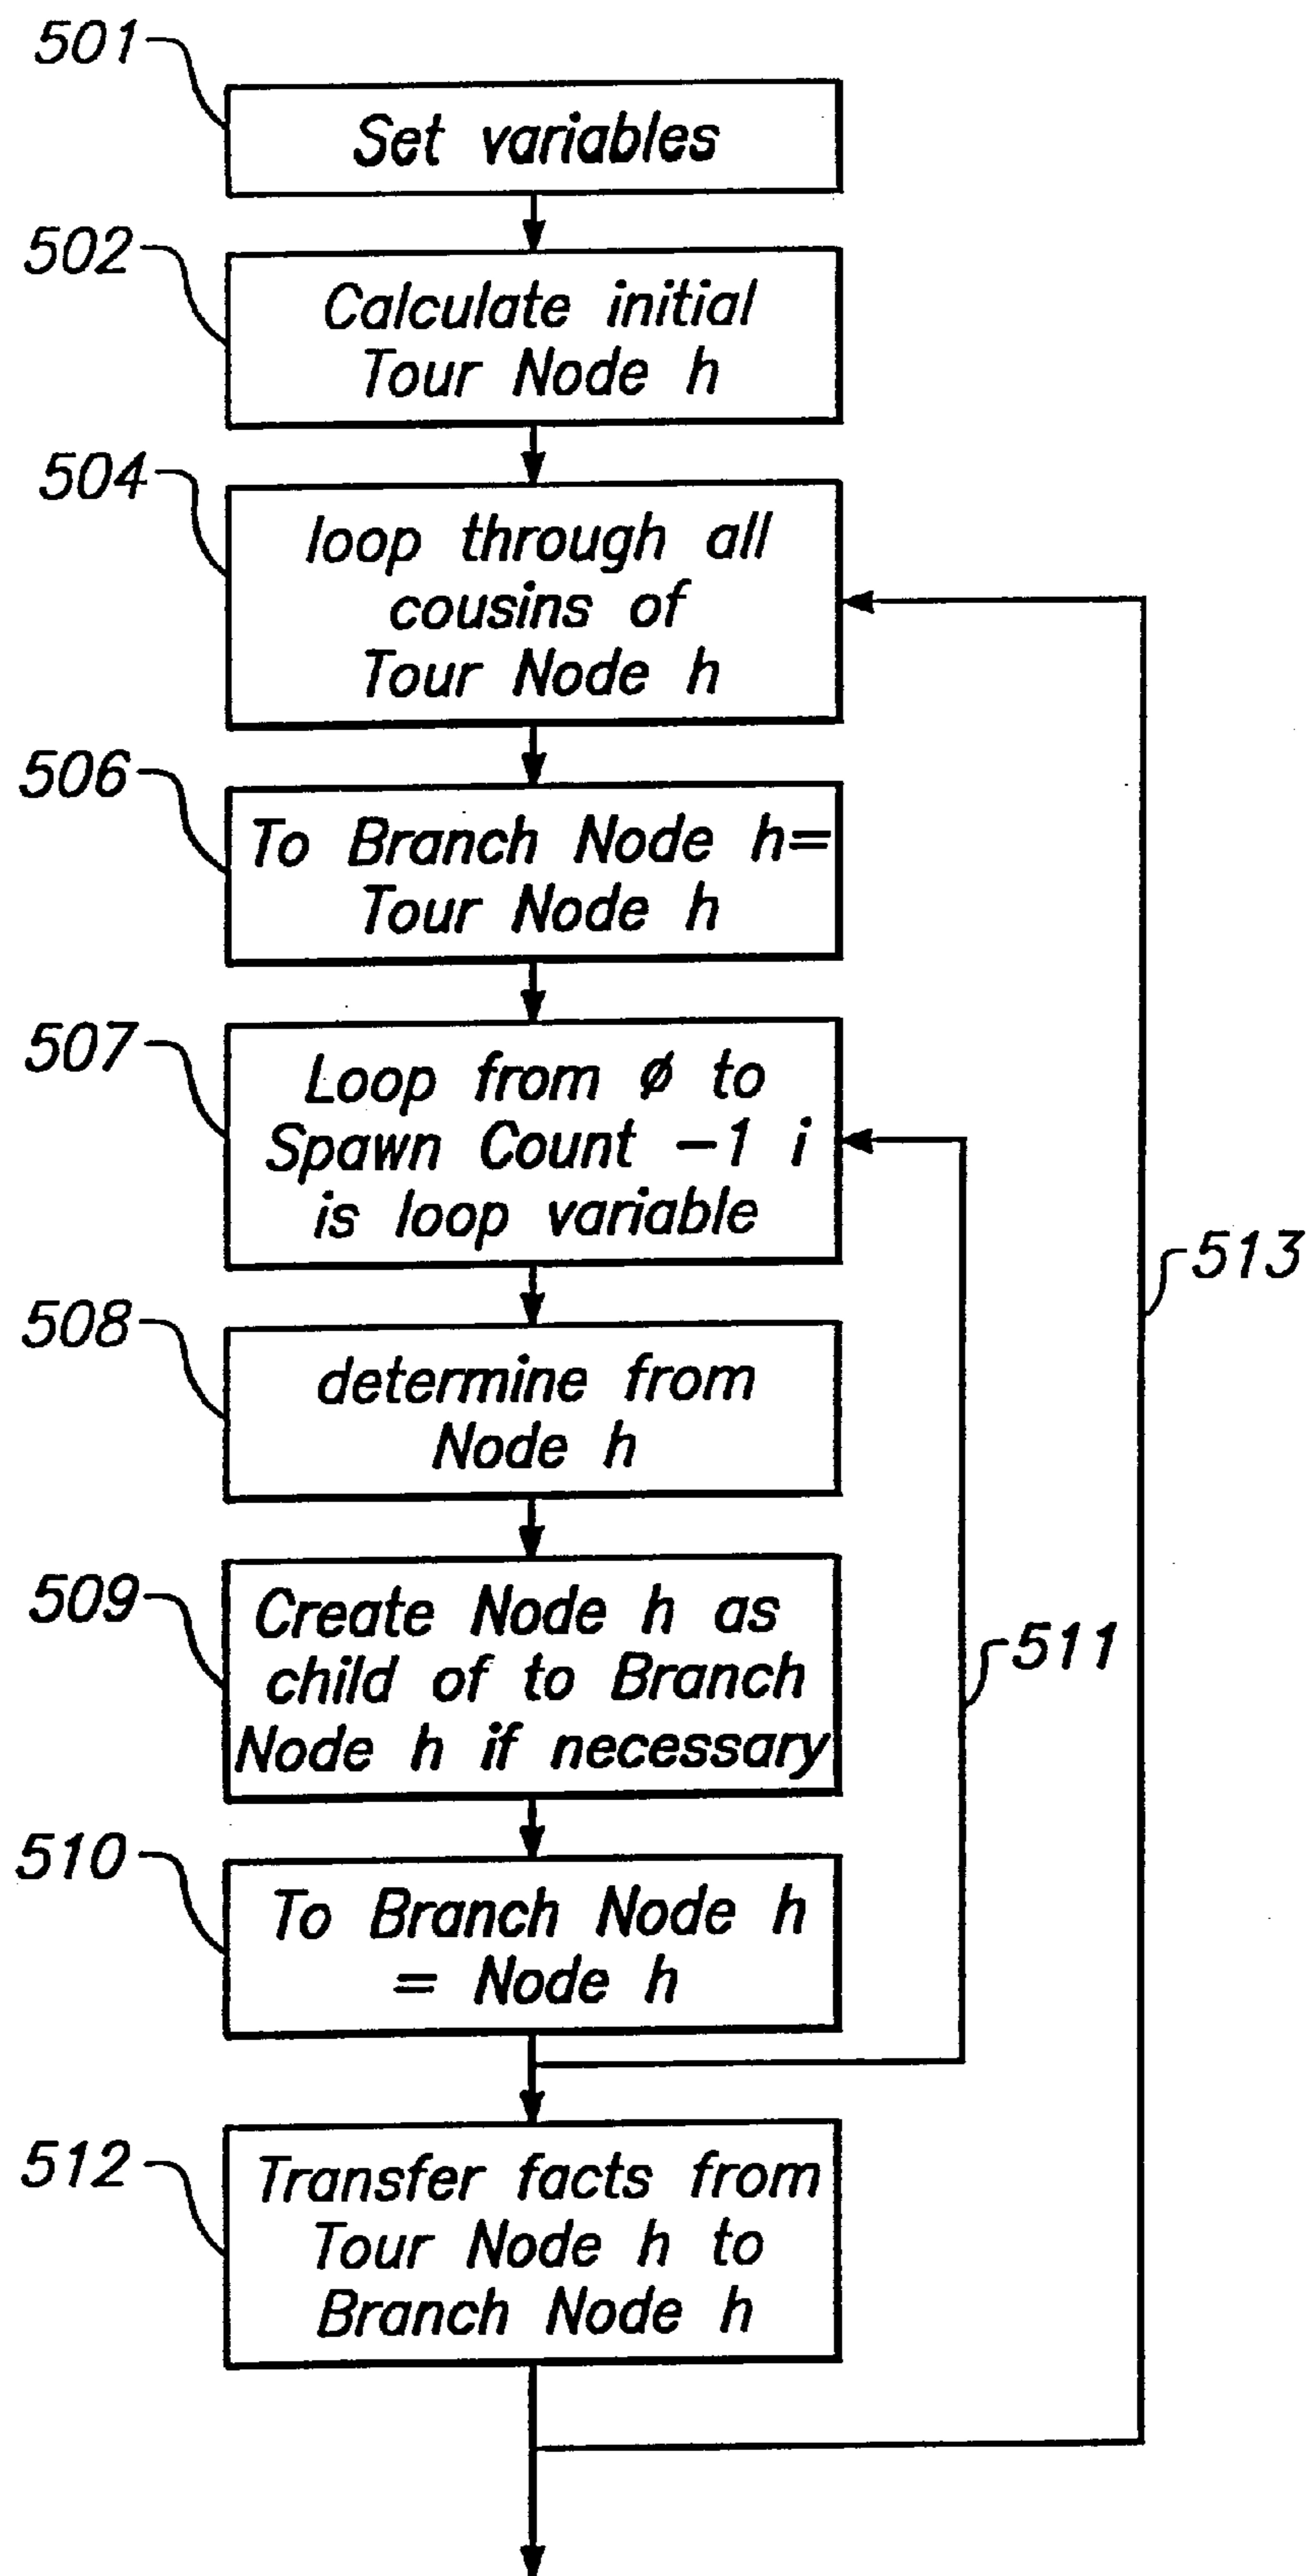 501
Set variables
502
Calculate initial
Tour Node h
504
loop through all
cousins of
Tour Node h
506
To Branch Node h=
Tour Node h
507
Loop from ø to
Spawn Count -1 i
is loop variable
513
508
determine from
Node h
509
Create Node h as
child of to Branch
Node h if necessary
511
510
To Branch Node h
= Node h
512
Transfer facts from
Tour Node h to
Branch Node h